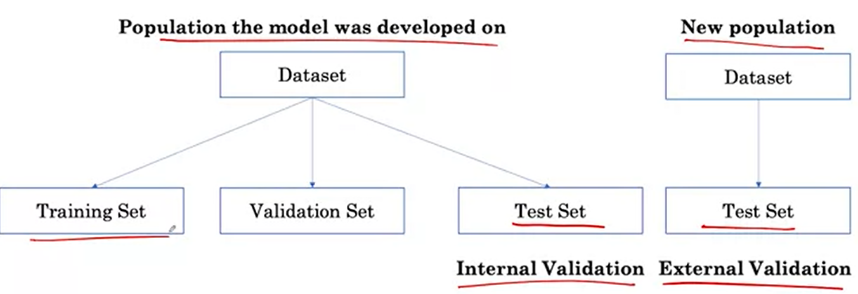 Population the model was developed on
New population
Dataset
Dataset
Training Set
Validation Set
Test Set
Test Set
Internal Validation
External Validation